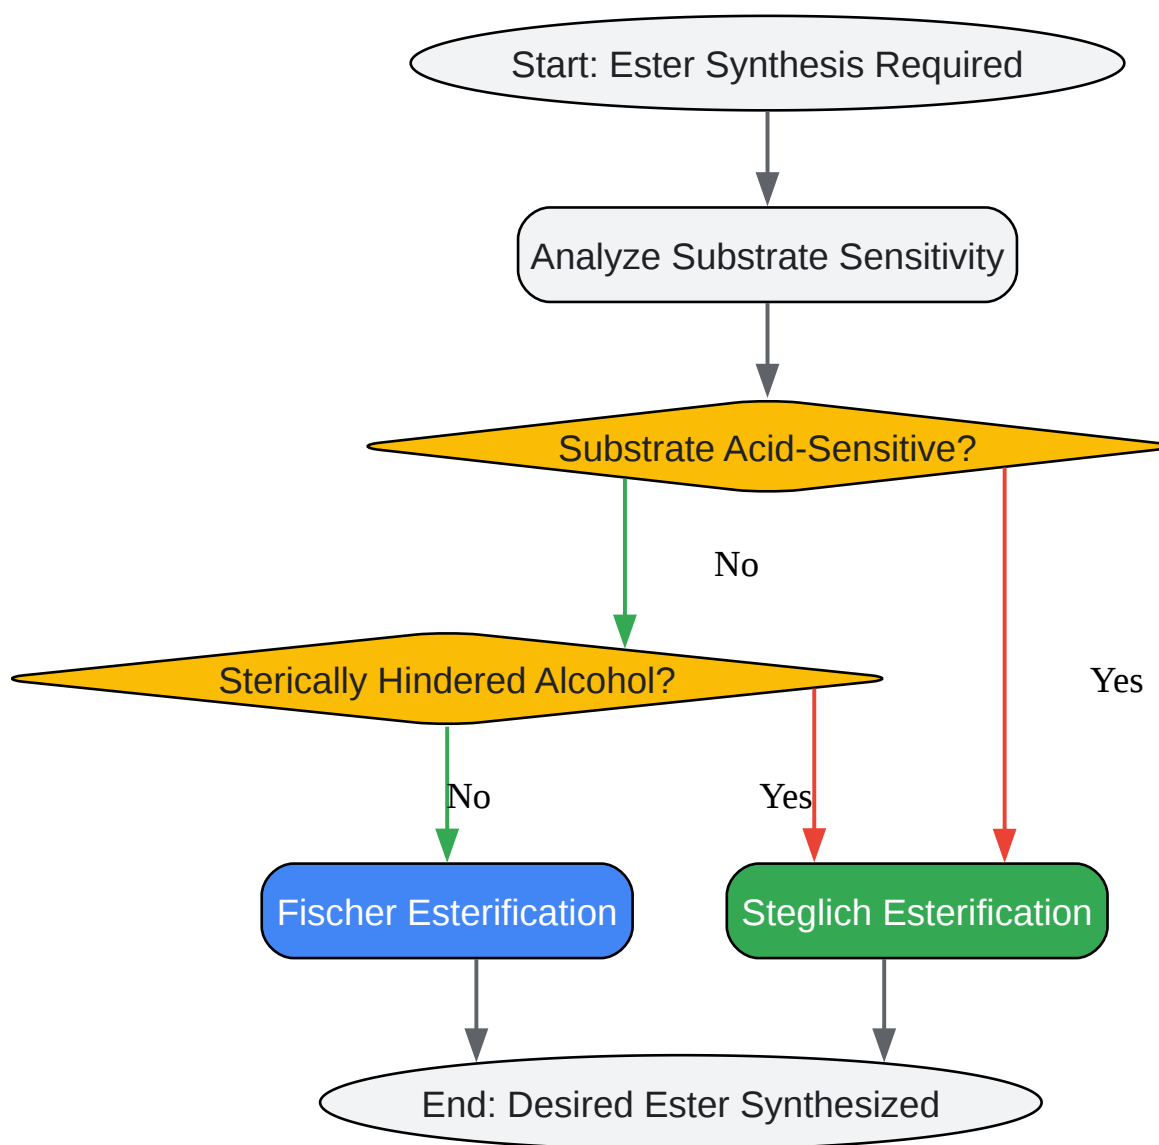 Start: Ester Synthesis Required
Analyze Substrate Sensitivity
Substrate Acid-Sensitive?
No
Sterically Hindered Alcohol?
Yes
No
Yes
Fischer Esterification
Steglich Esterification
End: Desired Ester Synthesized